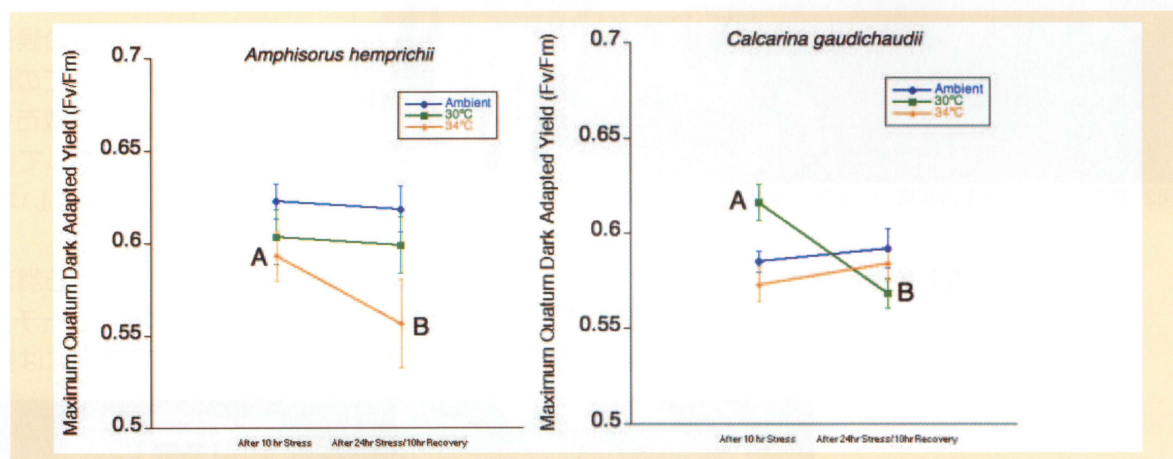 Amphisorus hemprichii
Maximum Quatum Dark Adapted Yield (Fv/Fm)
0.7
0.65
0.6
0.55
0.5
Ambient
30°C
34°C
A
B
After 10 hr Stress
After 24hr Stress/10hr Recovery
Calcarina gaudichaudii
Maximum Quatum Dark Adapted Yield (Fv/Fm)
0.7
0.65
0.6
0.55
0.5
Ambient
30°C
34°C
A
B
After 10 hr Stress
After 24hr Stress/10hr Recovery